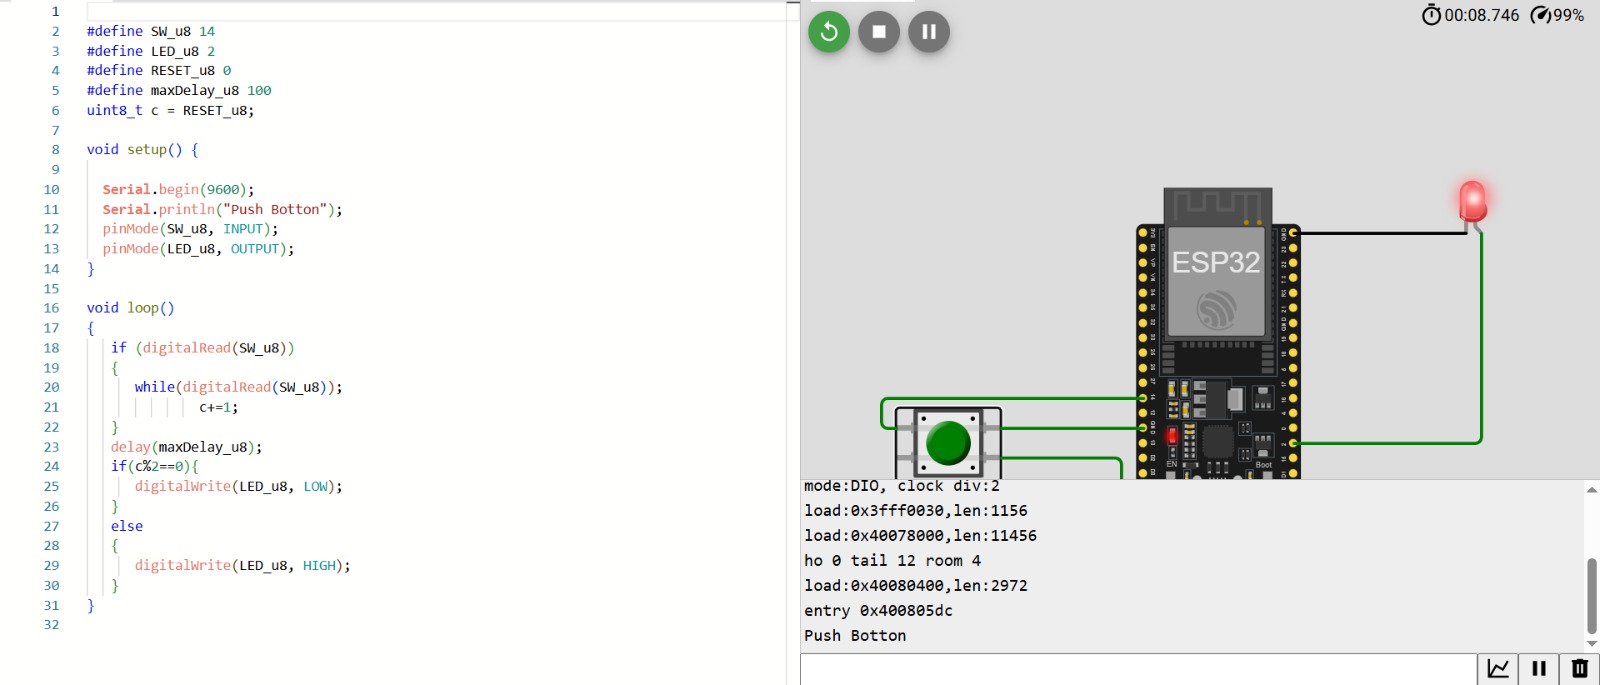 1
2 #define SW_u8 14
3 #define LED_u8 2
4 #define RESET_u8 0
5 #define maxDelay_u8 100
6 uint8_t c = RESET_u8;
7
8 void setup() {
9
10 Serial.begin(9600);
11 Serial.println("Push Botton");
12 pinMode(SW_u8, INPUT);
13 pinMode(LED_u8, OUTPUT);
14 }
15
16 void loop()
17 {
18 if (digitalRead(SW_u8))
19 {
20 while(digitalRead(SW_u8));
21 c+=1;
22 }
23 delay(maxDelay_u8);
24 if(c%2==0){
25 digitalWrite(LED_u8, LOW);
26 }
27 else
28 {
29 digitalWrite(LED_u8, HIGH);
30 }
31 }
32
00:08.746 99%
ESP32
EN
Boot
mode:DIO, clock div:2
load:0x3fff0030,len:1156
load:0x40078000,len:11456
ho 0 tail 12 room 4
load:0x40080400,len:2972
entry 0x400805dc
Push Botton